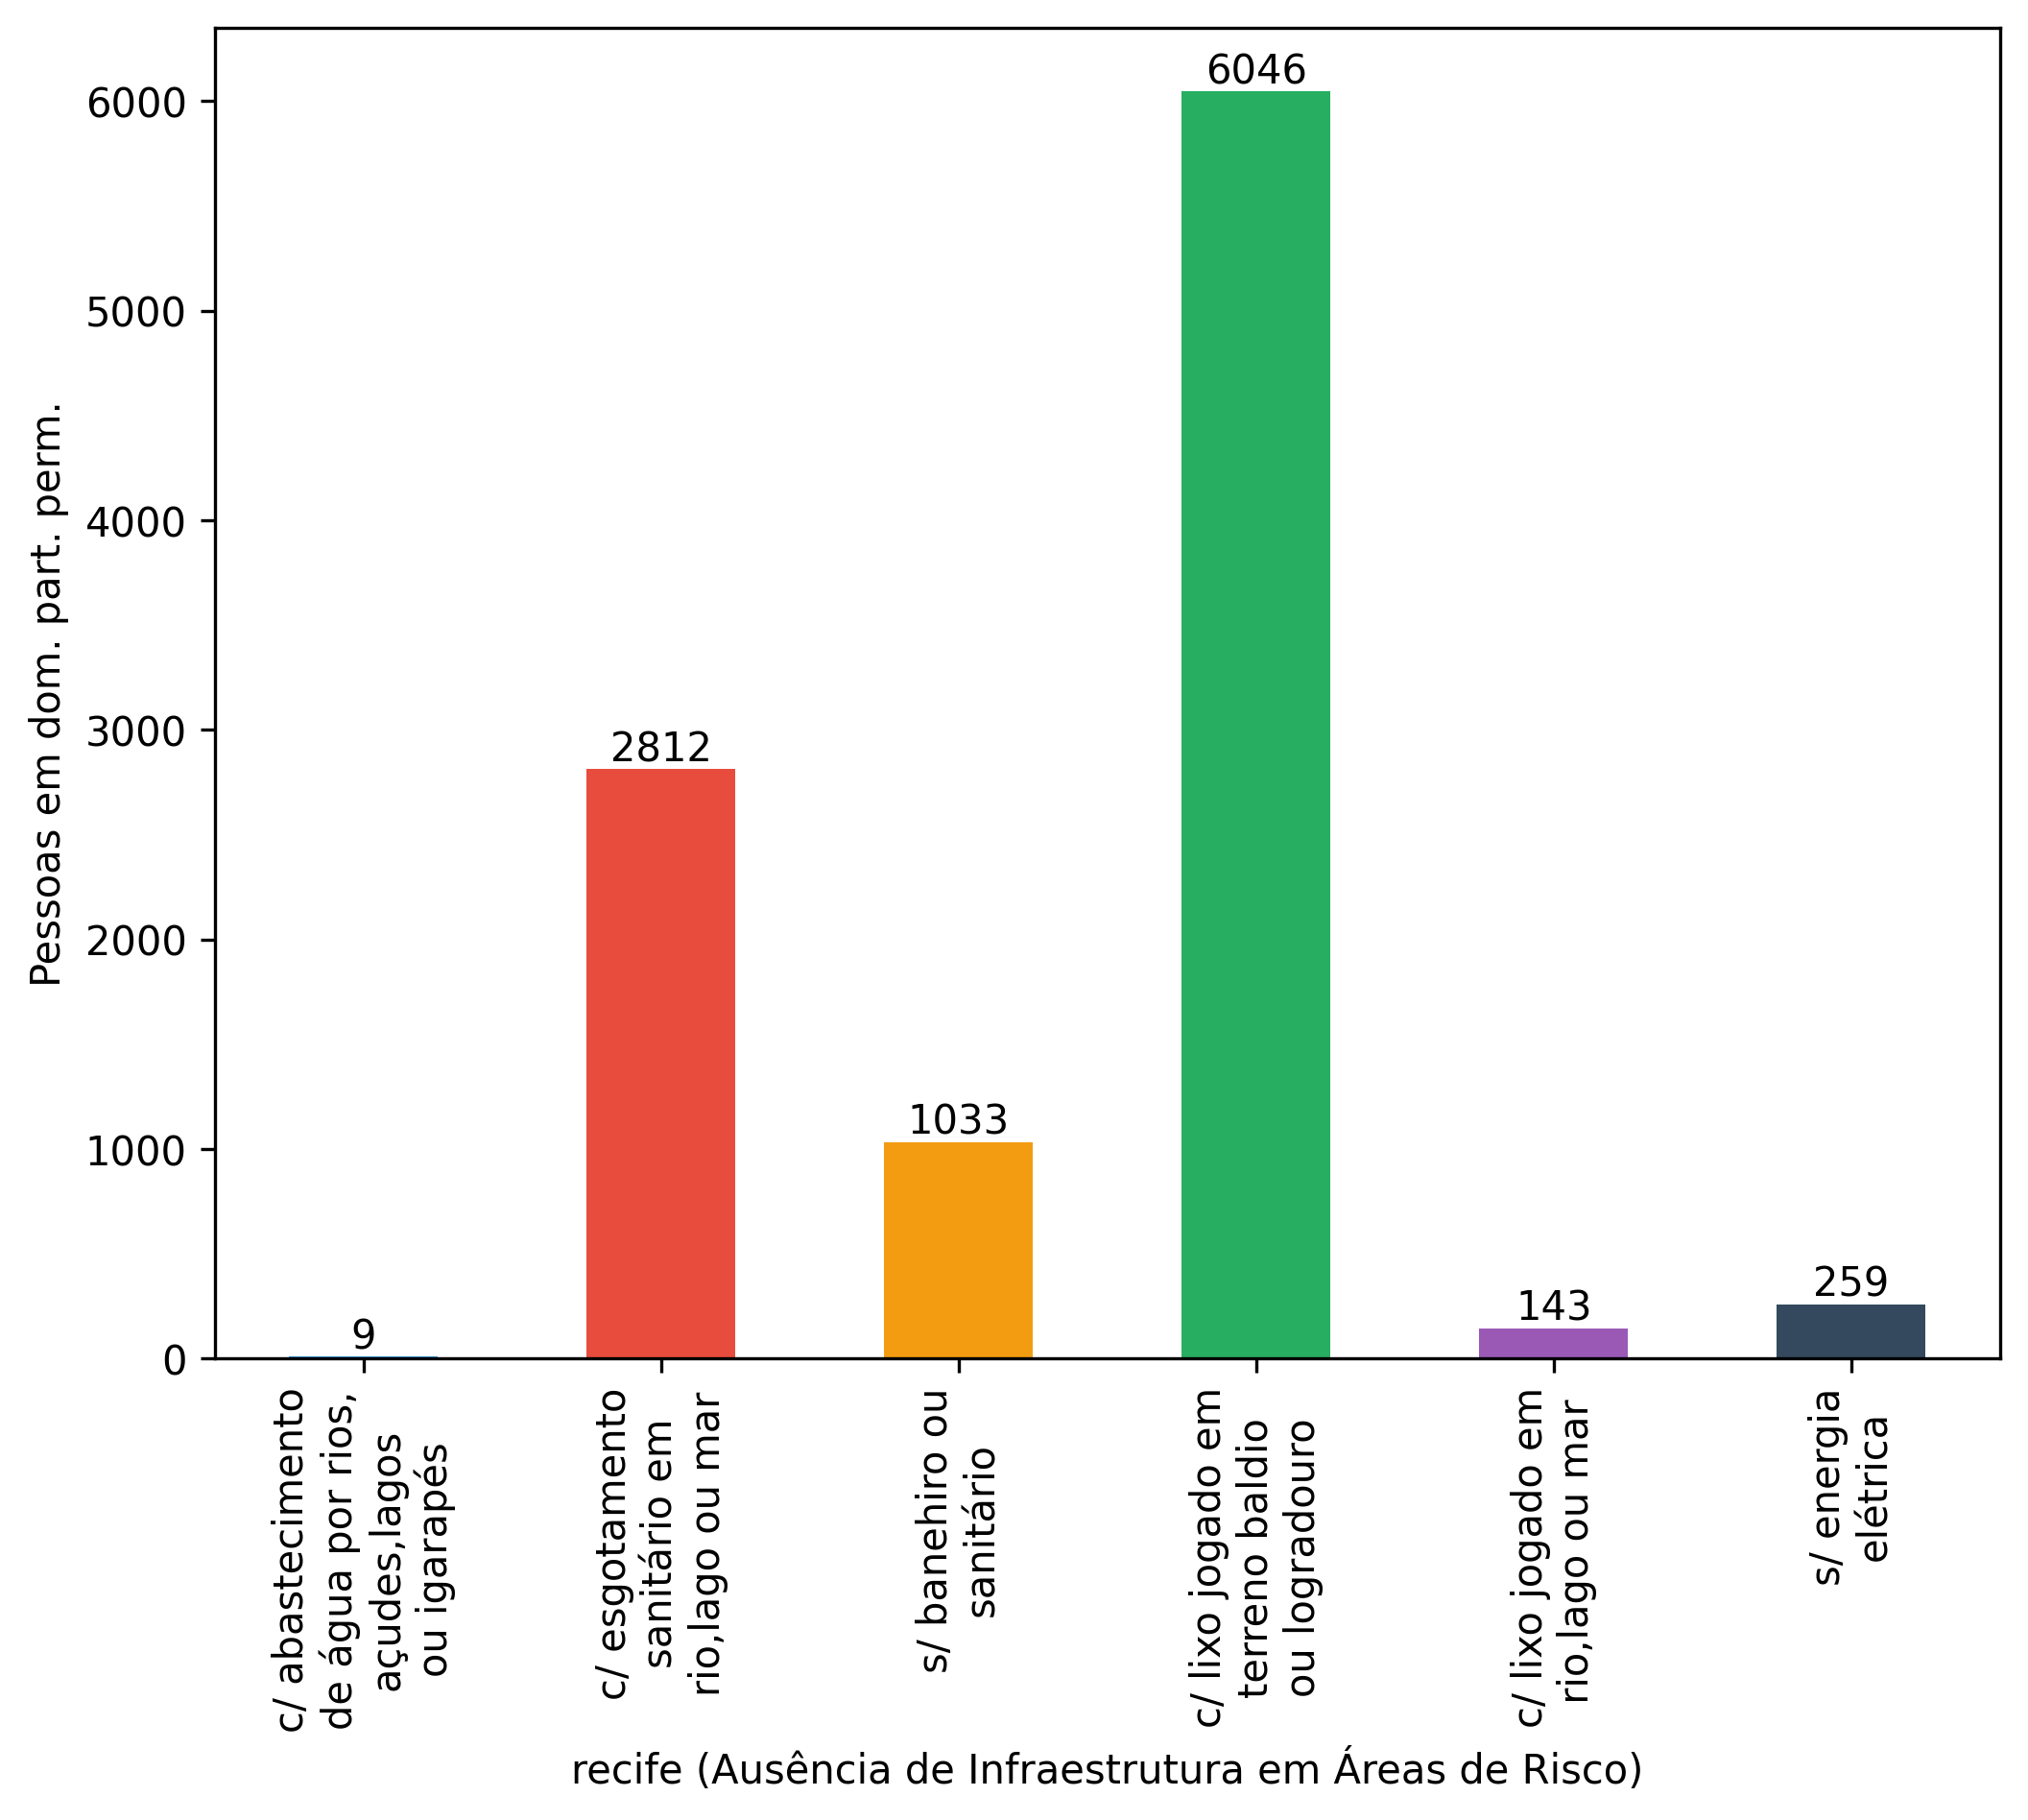 6000
5000
4000
3000
2000
1000
0
Pessoas em dom. part. perm.
9
2812
1033
6046
143
259
c/ abastecimento
de água por rios,
açudes,lagos
ou igarapés
c/ esgotamento
sanitário em
rio,lago ou mar
s/ banehiro ou
sanitário
c/ lixo jogado em
terreno baldio
ou logradouro
c/ lixo jogado em
rio,lago ou mar
s/ energia
elétrica
recife (Ausência de Infraestrutura em Áreas de Risco)